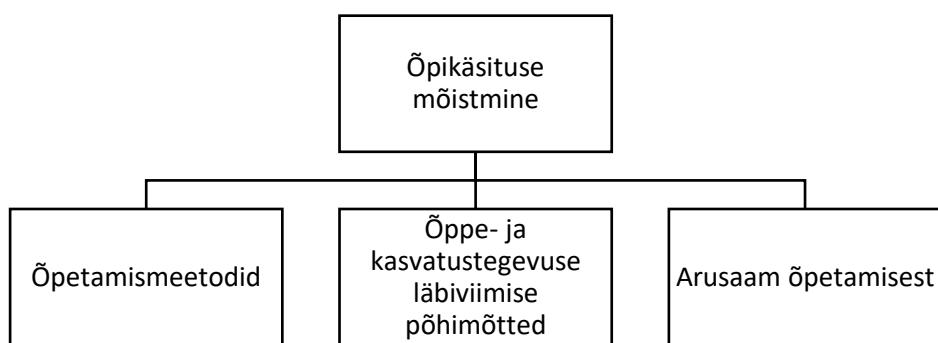 Õpikäsituse
mõistmine
Õpetamismeetodid
Õppe- ja
kasvatustegevuse
läbiviimise
põhimõtted
Arusaam õpetamisest